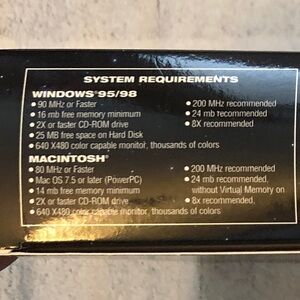 SYSTEM REQUIREMENTS
WINDOWS®95/98
• 90 MHz or Faster • 200 MHz recommended
• 16 mb free memory minimum • 24 mb recommended
• 2X or faster CD-ROM drive • 8X recommended
• 25 MB free space on Hard Disk
• 640 X480 color capable monitor, thousands of colors
MACINTOSH®
• 80 MHz or Faster • 200 MHz recommended
• Mac OS 7.5 or later (PowerPC) • 24 mb recommended
• 14 mb free memory minimum without Virtual Memory on
• 2X or faster CD-ROM drive • 8x recommended,
• 640 X480 color capable monitor, thousands of colors